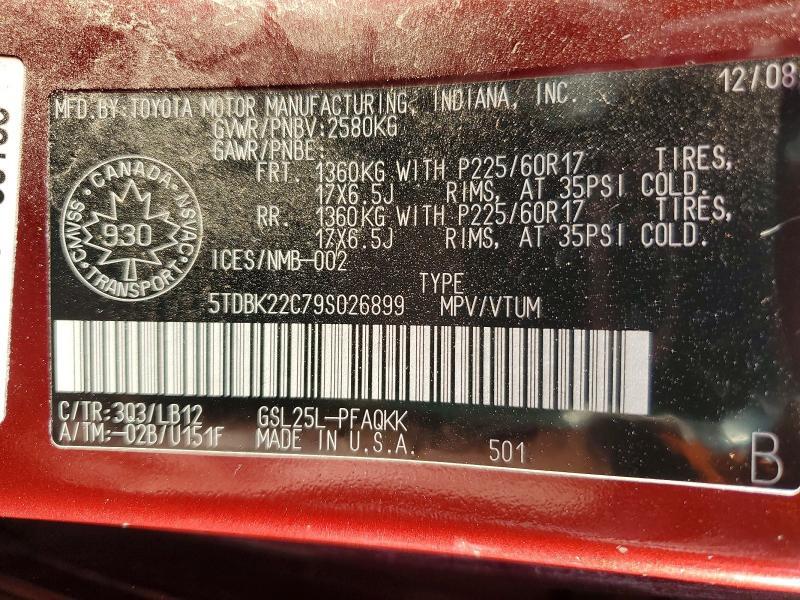 12/08
MFD.BY:TOYOTA MOTOR MANUFACTURING, INDIANA, INC.
GVWR/PNBV:2580KG
GAWR/PNBE:
FRT. 1360KG WITH P225/60R17 TIRES,
17X6.5J RIMS, AT 35PSI COLD.
RR. 1360KG WITH P225/60R17 TIRES,
17X6.5J RIMS, AT 35PSI COLD.
CANADA
CMVSS 930 NSVAC
TRANSPORT
ICES/NMB-002
TYPE
5TDBK22C79S026899 MPV/VTUM
C/TR:3Q3/LB12 GSL25L-PFAQKK
A/TM:-02B/U151F MADE IN U.S.A. 501
B